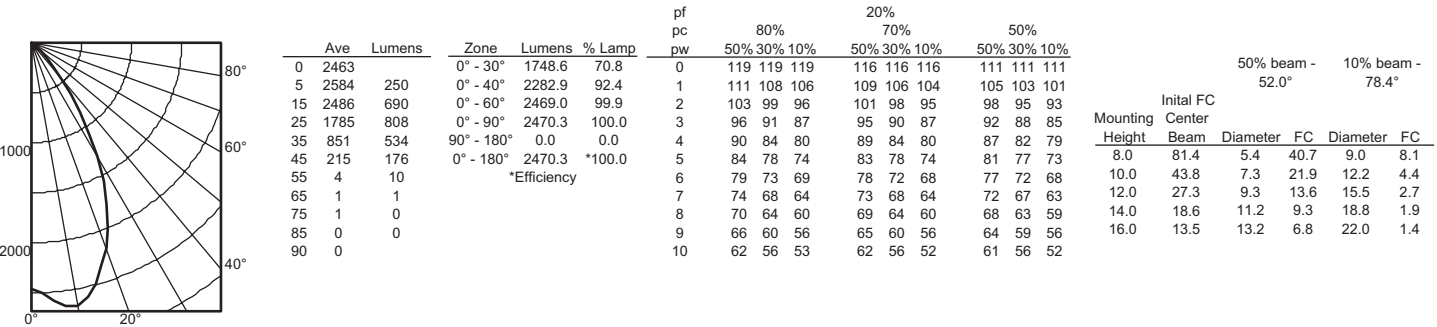 80°
60°
40°
1000
2000
0° 20°
Ave Lumens
0 2463
5 2584 250
15 2486 690
25 1785 808
35 851 534
45 215 176
55 4 10
65 1 1
75 1 0
85 0 0
90 0
Zone Lumens % Lamp
0° - 30° 1748.6 70.8
0° - 40° 2282.9 92.4
0° - 60° 2469.0 99.9
0° - 90° 2470.3 100.0
90° - 180° 0.0 0.0
0° - 180° 2470.3 *100.0
*Efficiency
pf 20%
pc 80% 70% 50%
pw 50% 30% 10% 50% 30% 10% 50% 30% 10%
0 119 119 119 116 116 116 111 111 111
1 111 108 106 109 106 104 105 103 101
2 103 99 96 101 98 95 98 95 93
3 96 91 87 95 90 87 92 88 85
4 90 84 80 89 84 80 87 82 79
5 84 78 74 83 78 74 81 77 73
6 79 73 69 78 72 68 77 72 68
7 74 68 64 73 68 64 72 67 63
8 70 64 60 69 64 60 68 63 59
9 66 60 56 65 60 56 64 59 56
10 62 56 53 62 56 52 61 56 52
50% beam - 10% beam -
52.0° 78.4°
Inital FC
Mounting Center
Height Beam Diameter FC Diameter FC
8.0 81.4 5.4 40.7 9.0 8.1
10.0 43.8 7.3 21.9 12.2 4.4
12.0 27.3 9.3 13.6 15.5 2.7
14.0 18.6 11.2 9.3 18.8 1.9
16.0 13.5 13.2 6.8 22.0 1.4